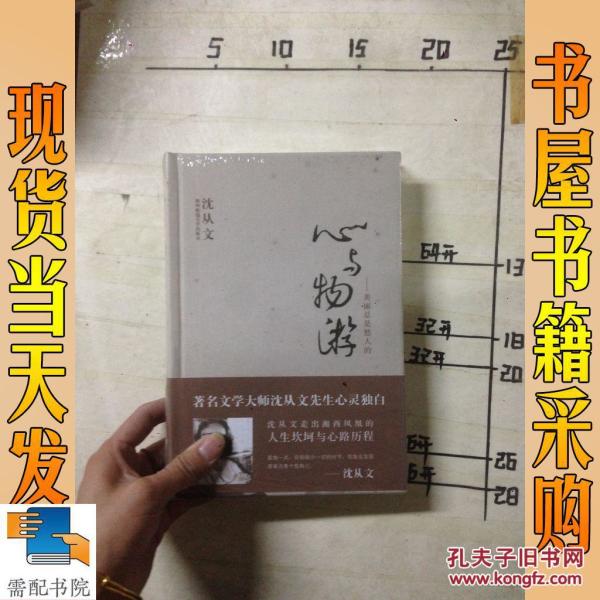 现货当天发
书屋书籍采购
5 10 15 20 25
沈从文
心与物游
——美丽总是愁人的
64开
13
32开
18
32开
20
26
28
著名文学大师沈从文先生心灵独白
沈从文走出湘西凤凰的
人生坎坷与心路历程
——沈从文
需配书院
孔夫子旧书网
www.kongfz.com